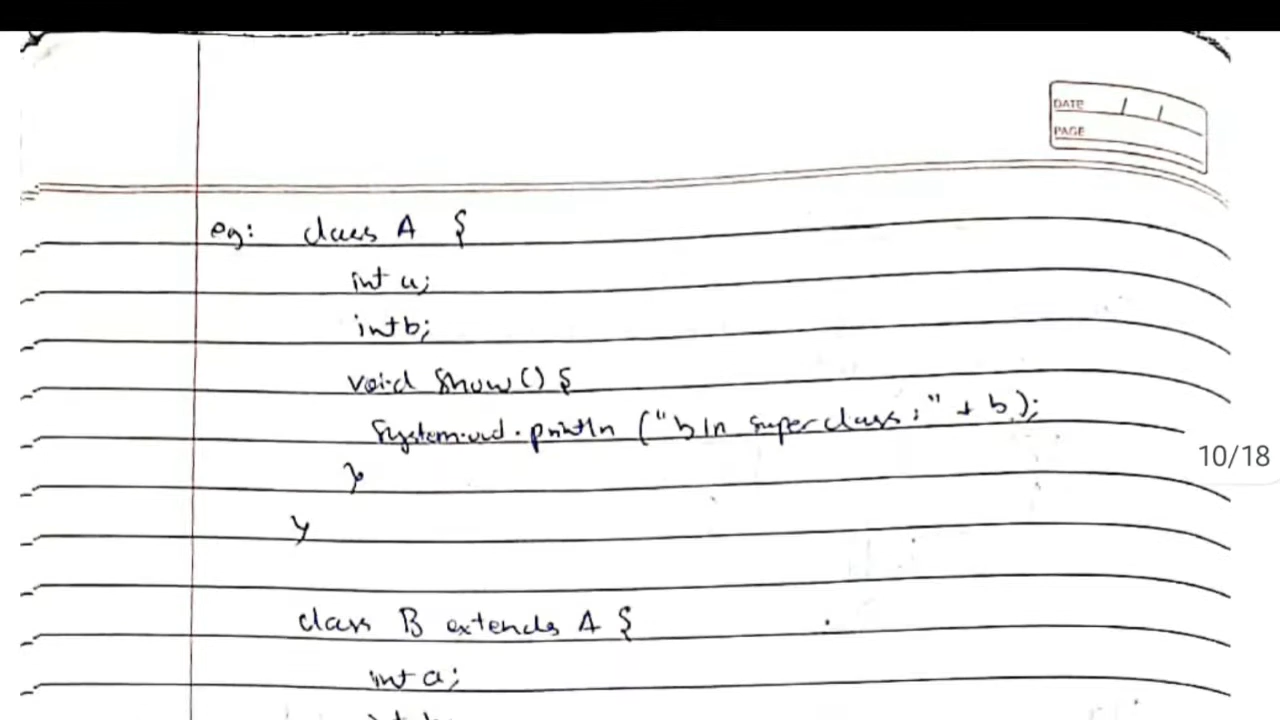 DATE / /
PAGE
eg: class A {
int a;
int b;
void show() {
System.out.println ("b in superclass:" + b);
}
}
10/18
class B extends A {
int a;